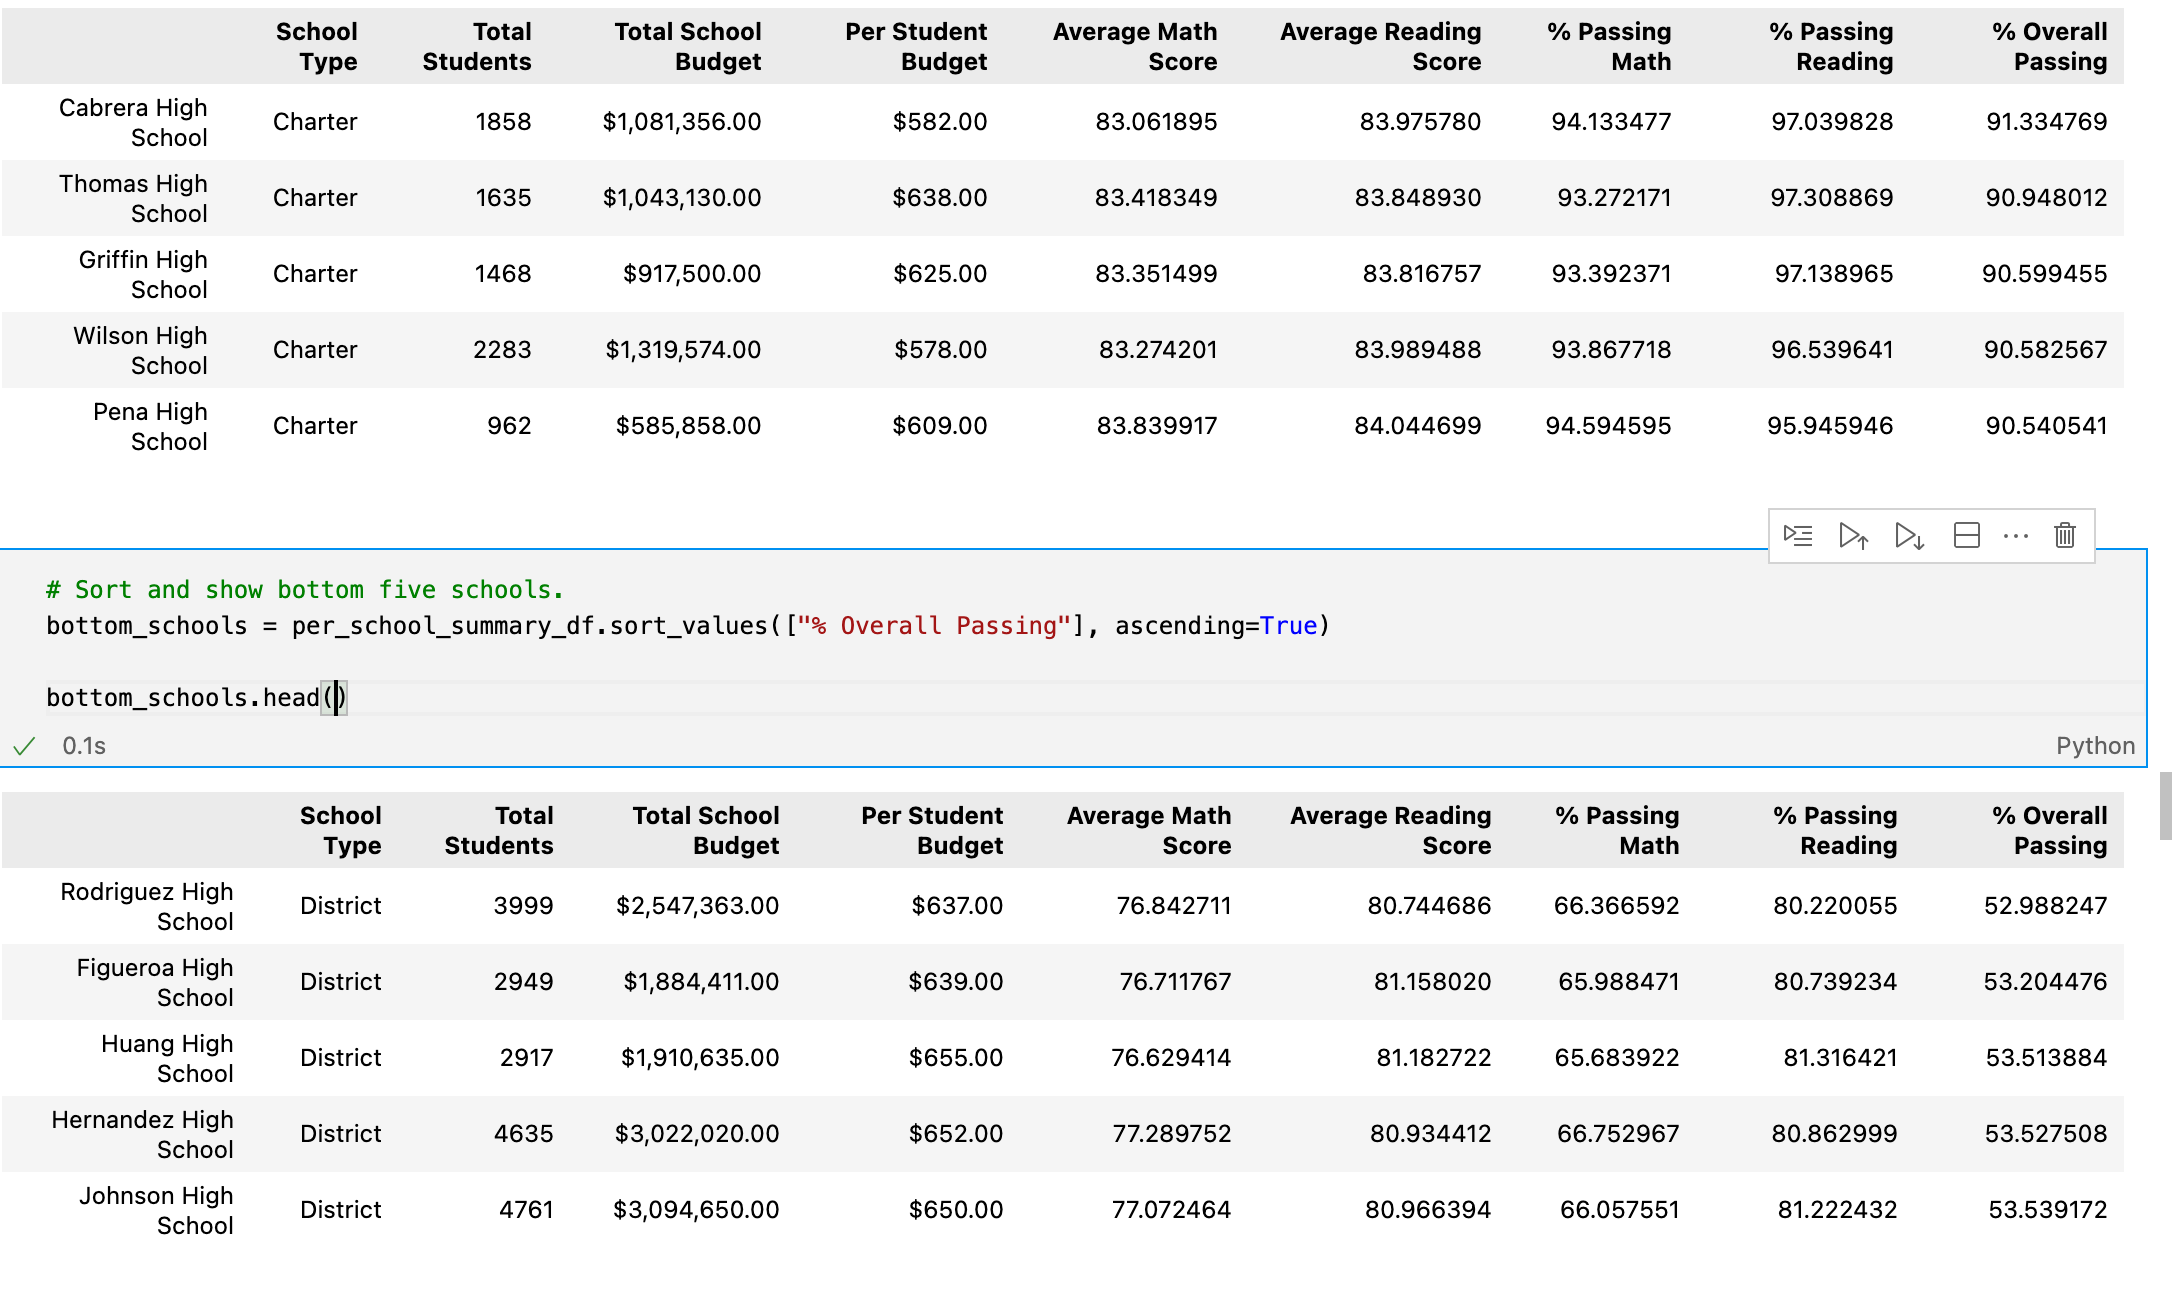 School Type	Total Students	Total School Budget	Per Student Budget	Average Math Score	Average Reading Score	% Passing Math	% Passing Reading	% Overall Passing
Cabrera High School	Charter	1858	$1,081,356.00	$582.00	83.061895	83.975780	94.133477	97.039828	91.334769
Thomas High School	Charter	1635	$1,043,130.00	$638.00	83.418349	83.848930	93.272171	97.308869	90.948012
Griffin High School	Charter	1468	$917,500.00	$625.00	83.351499	83.816757	93.392371	97.138965	90.599455
Wilson High School	Charter	2283	$1,319,574.00	$578.00	83.274201	83.989488	93.867718	96.539641	90.582567
Pena High School	Charter	962	$585,858.00	$609.00	83.839917	84.044699	94.594595	95.945946	90.540541
# Sort and show bottom five schools.
bottom_schools = per_school_summary_df.sort_values(["% Overall Passing"], ascending=True)
bottom_schools.head()
0.1s	Python
School Type	Total Students	Total School Budget	Per Student Budget	Average Math Score	Average Reading Score	% Passing Math	% Passing Reading	% Overall Passing
Rodriguez High School	District	3999	$2,547,363.00	$637.00	76.842711	80.744686	66.366592	80.220055	52.988247
Figueroa High School	District	2949	$1,884,411.00	$639.00	76.711767	81.158020	65.988471	80.739234	53.204476
Huang High School	District	2917	$1,910,635.00	$655.00	76.629414	81.182722	65.683922	81.316421	53.513884
Hernandez High School	District	4635	$3,022,020.00	$652.00	77.289752	80.934412	66.752967	80.862999	53.527508
Johnson High School	District	4761	$3,094,650.00	$650.00	77.072464	80.966394	66.057551	81.222432	53.539172